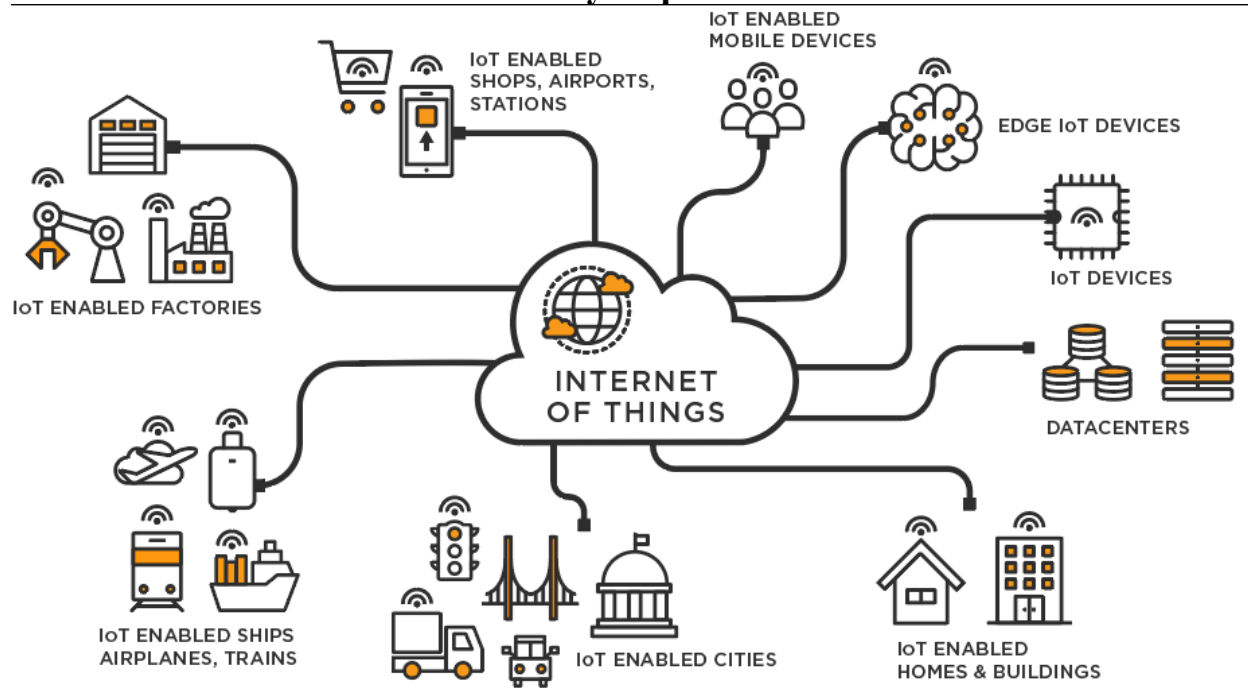 IoT ENABLED
MOBILE DEVICES
IoT ENABLED
SHOPS, AIRPORTS,
STATIONS
EDGE IoT DEVICES
IoT DEVICES
IoT ENABLED FACTORIES
INTERNET
OF THINGS
DATACENTERS
IoT ENABLED SHIPS
AIRPLANES, TRAINS
IoT ENABLED CITIES
IoT ENABLED
HOMES & BUILDINGS